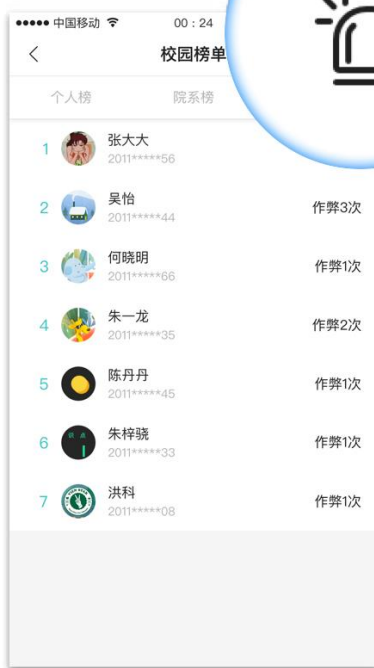 中国移动 00 : 24
校园榜单
个人榜 院系榜
1 张大大
2011*****56
2 吴怡 作弊3次
2011*****44
3 何晓明 作弊1次
2011*****66
4 朱一龙 作弊2次
2011*****35
5 陈丹丹 作弊1次
2011*****45
6 朱梓骁 作弊1次
2011*****33
7 洪科 作弊1次
2011*****08